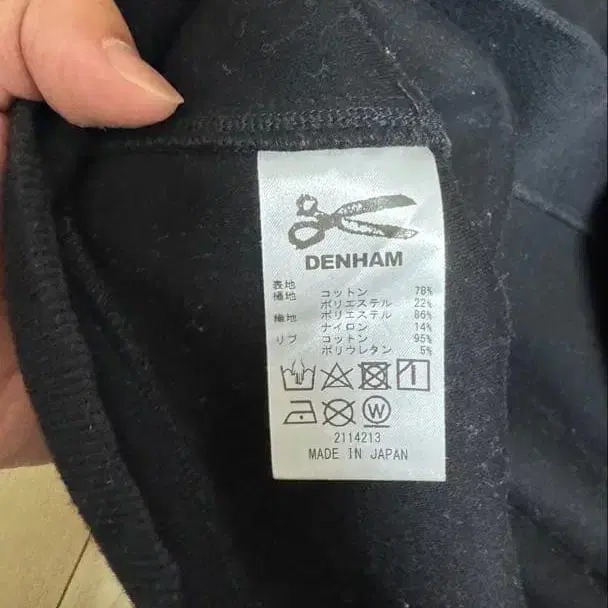 DENHAM
表地
柚地 コットン 78%
ポリエステル 22%
編地 ポリエステル 86%
ナイロン 14%
リブ コットン 95%
ポリウレタン 5%
W
2114213
MADE IN JAPAN